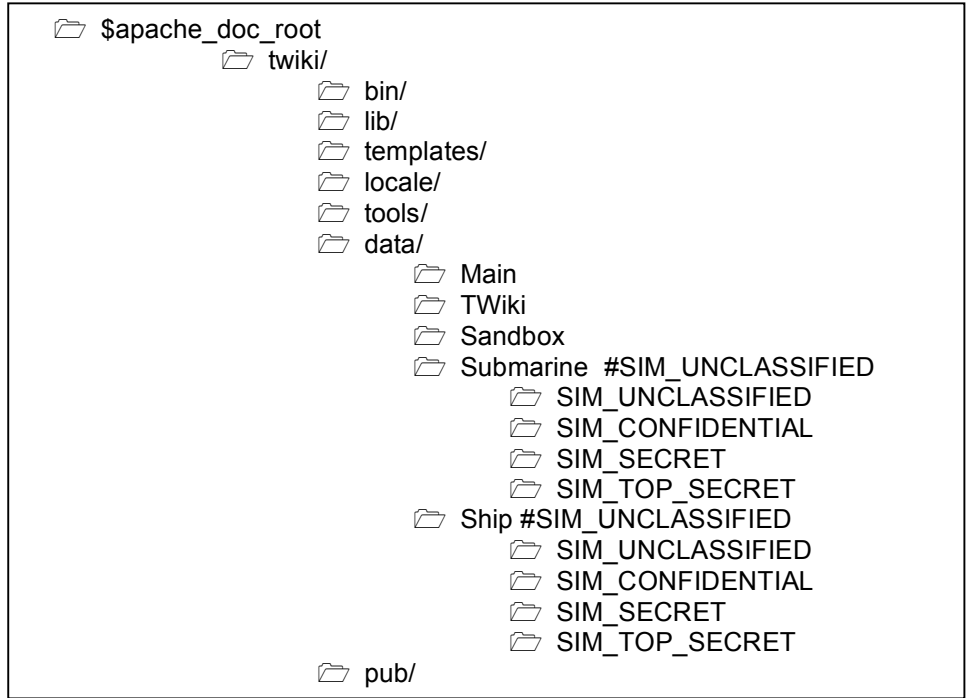 $apache_doc_root
twiki/
bin/
lib/
templates/
locale/
tools/
data/
Main
TWiki
Sandbox
Submarine  #SIM_UNCLASSIFIED
SIM_UNCLASSIFIED
SIM_CONFIDENTIAL
SIM_SECRET
SIM_TOP_SECRET
Ship #SIM_UNCLASSIFIED
SIM_UNCLASSIFIED
SIM_CONFIDENTIAL
SIM_SECRET
SIM_TOP_SECRET
pub/